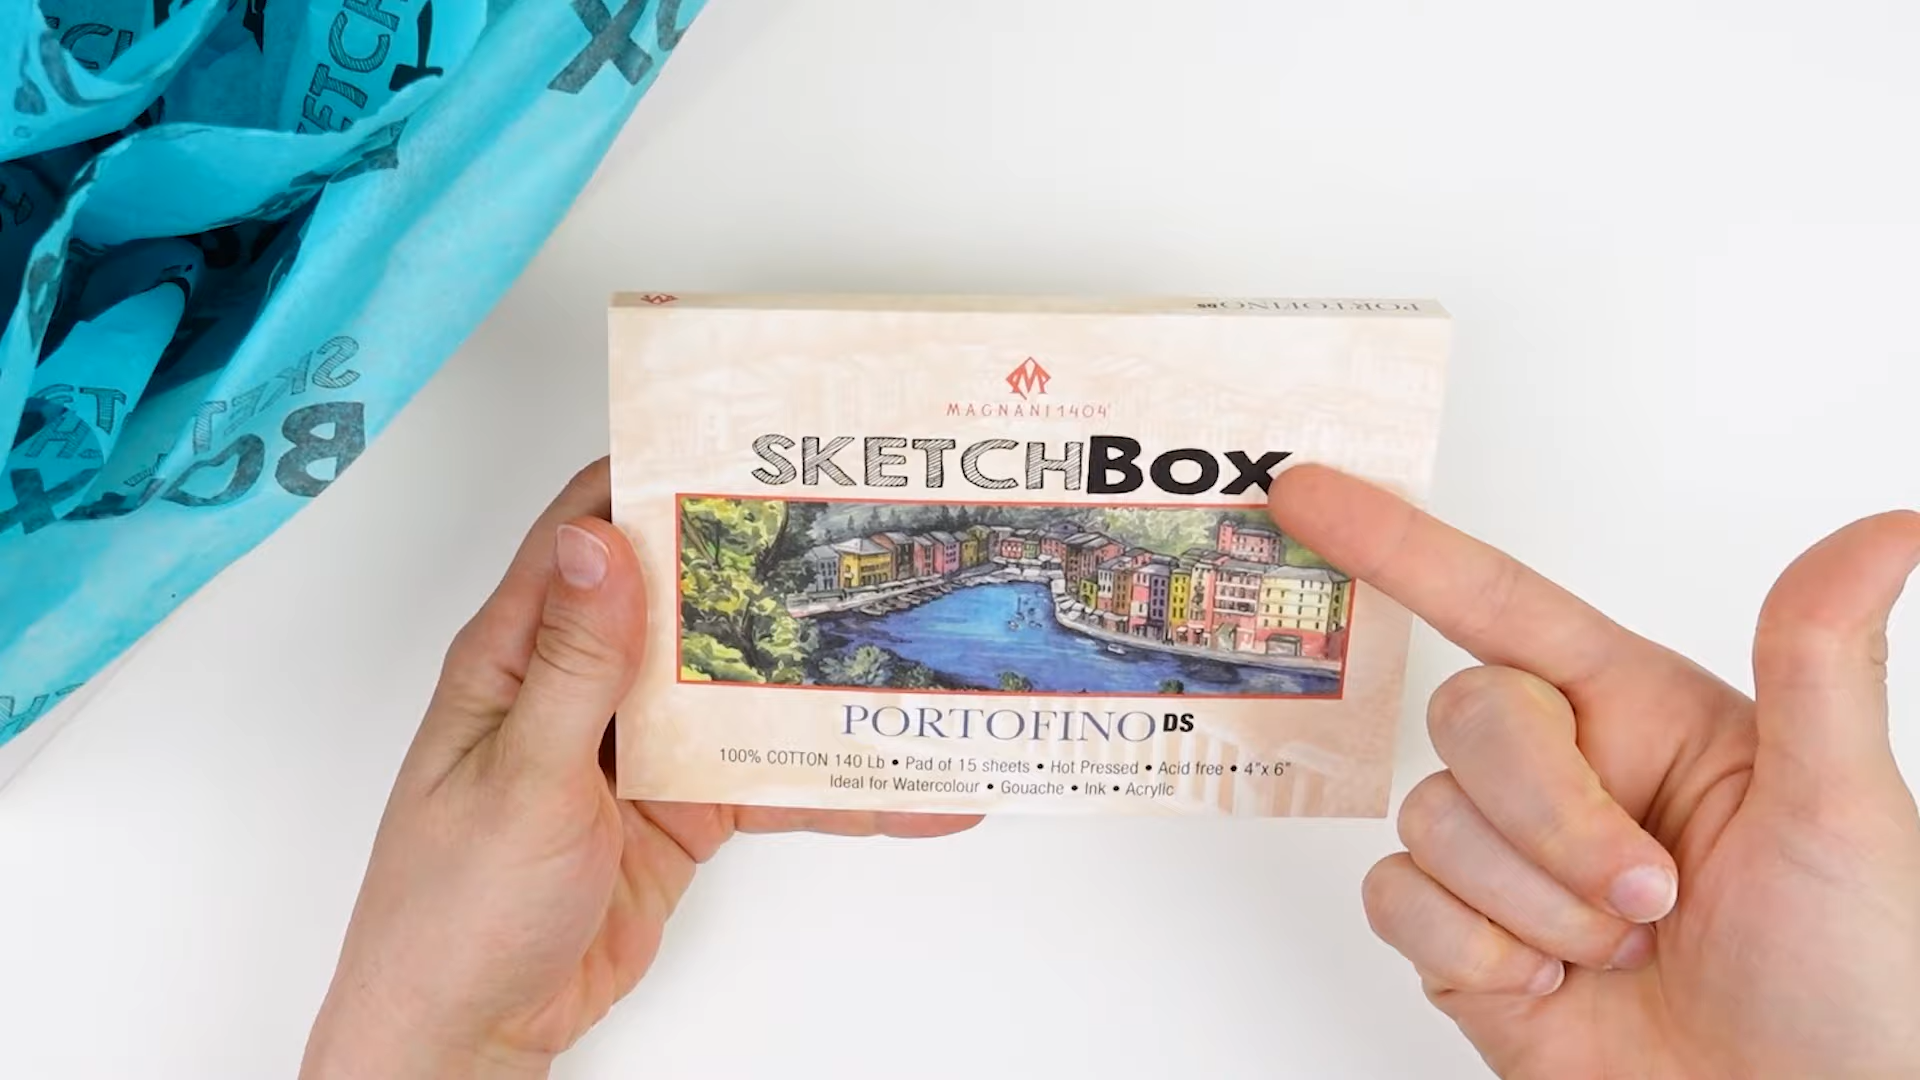 SKETCH
BOX
SKETCH
PORTOFINO DS
MAGNANI 1404
SKETCHBOX
PORTOFINO DS
100% COTTON 140 Lb • Pad of 15 sheets • Hot Pressed • Acid free • 4"x 6"
Ideal for Watercolour • Gouache • Ink • Acrylic